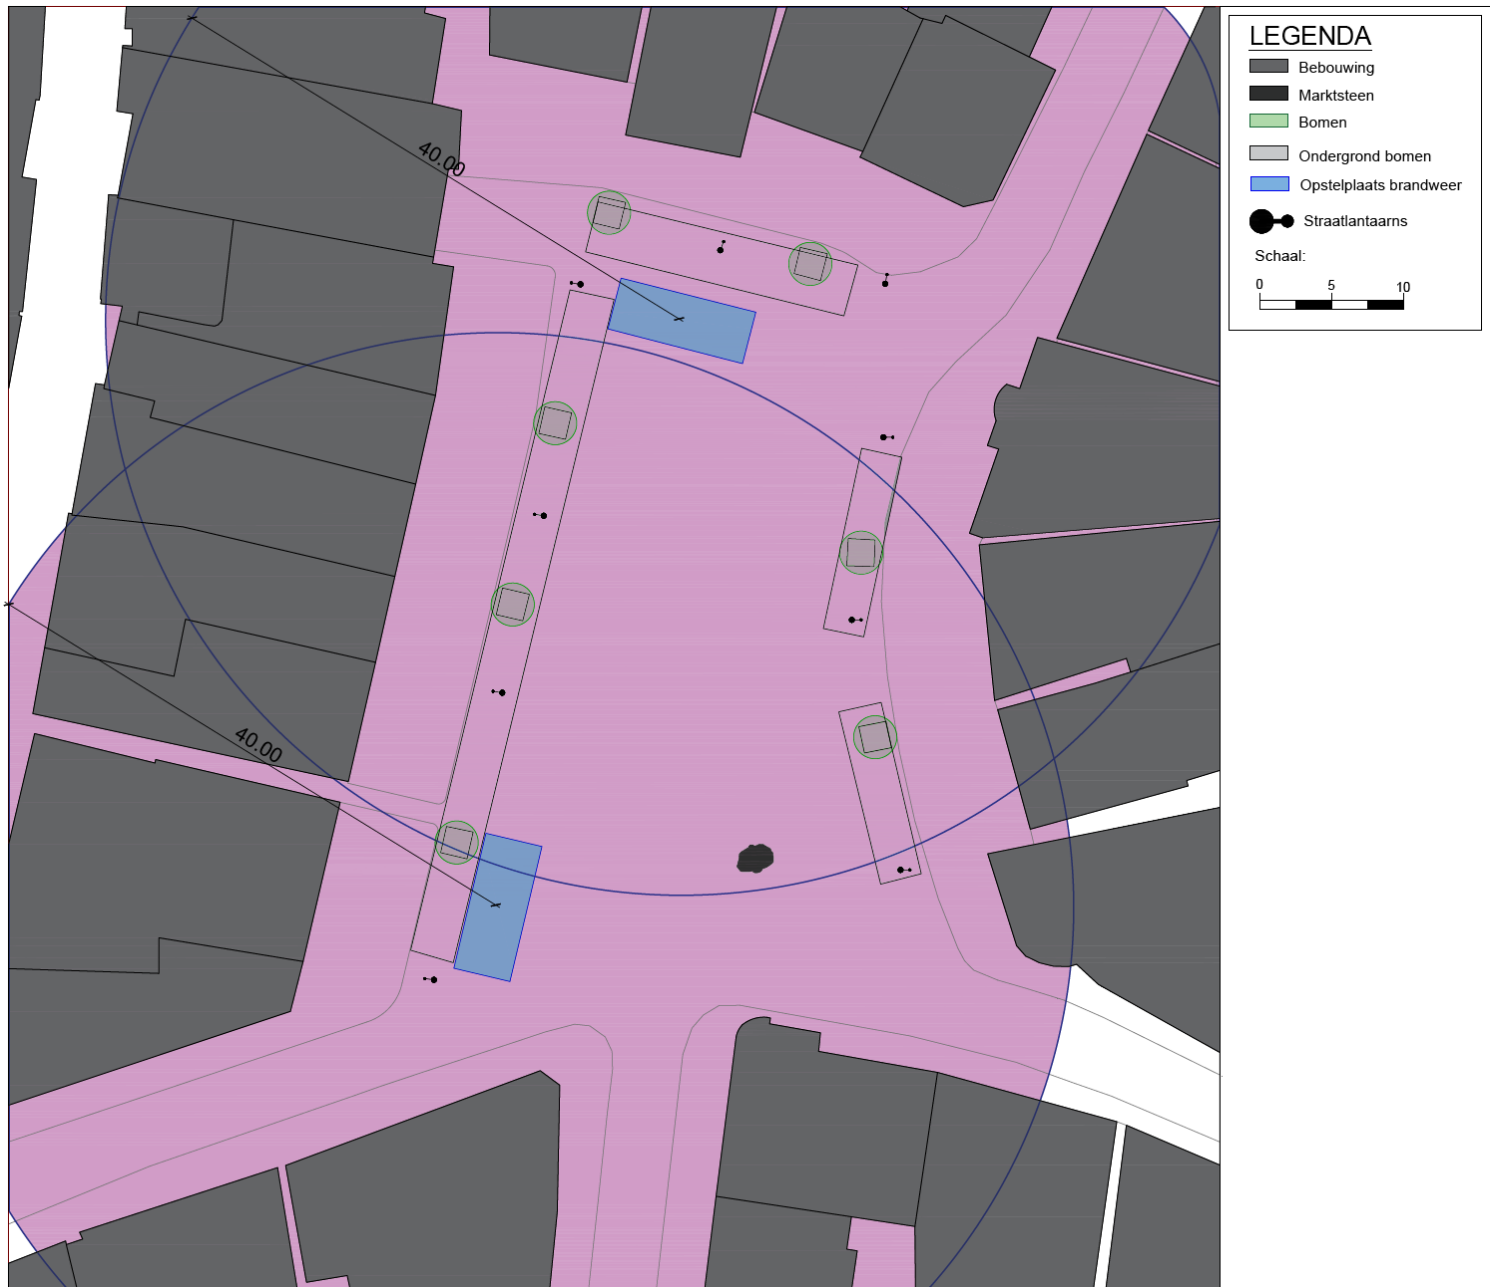 LEGENDA
Bebouwing
Marktsteen
Bomen
Ondergrond bomen
Opstelplaats brandweer
Straatlantaarns
Schaal:
0 5 10
40.00
40.00